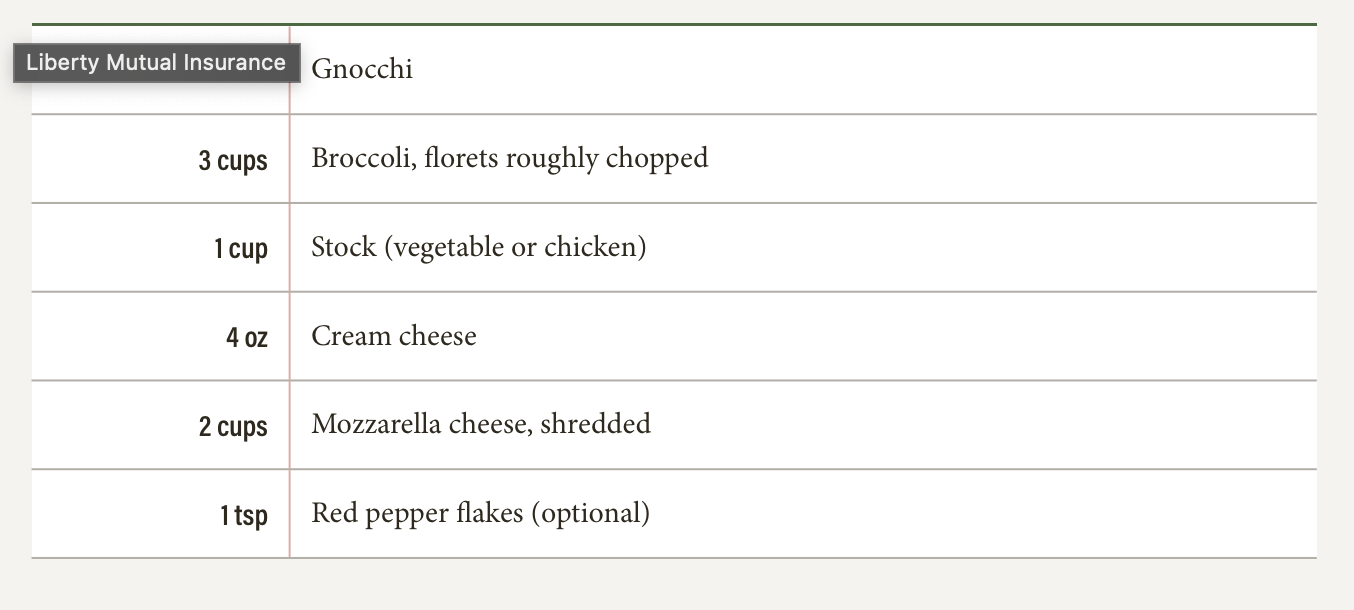 Liberty Mutual Insurance
Gnocchi
3 cups Broccoli, florets roughly chopped
1 cup Stock (vegetable or chicken)
4 oz Cream cheese
2 cups Mozzarella cheese, shredded
1 tsp Red pepper flakes (optional)